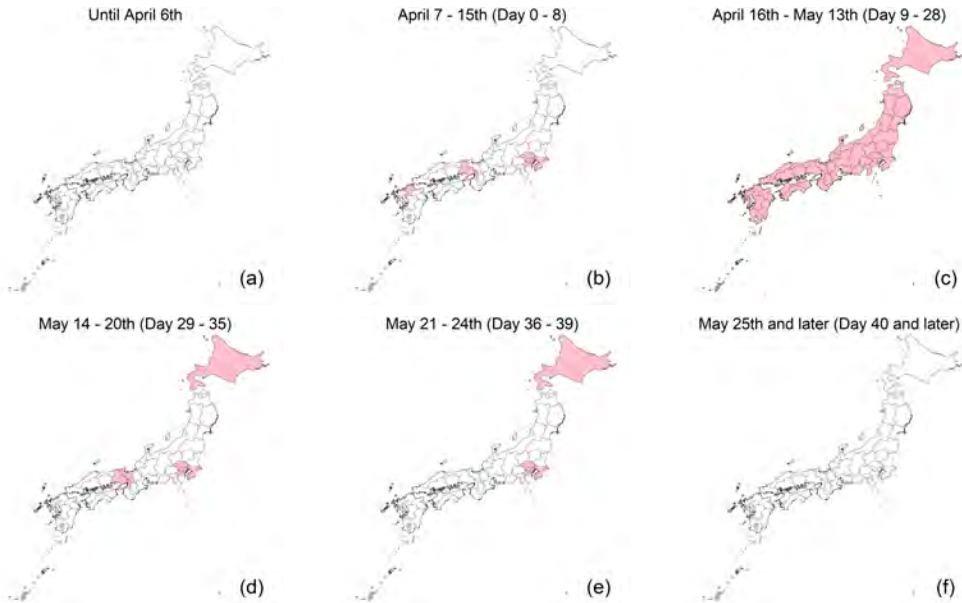 Until April 6th
April 7 - 15th (Day 0 - 8)
April 16th - May 13th (Day 9 - 28)
(a)
(b)
(c)
May 14 - 20th (Day 29 - 35)
May 21 - 24th (Day 36 - 39)
May 25th and later (Day 40 and later)
(d)
(e)
(f)